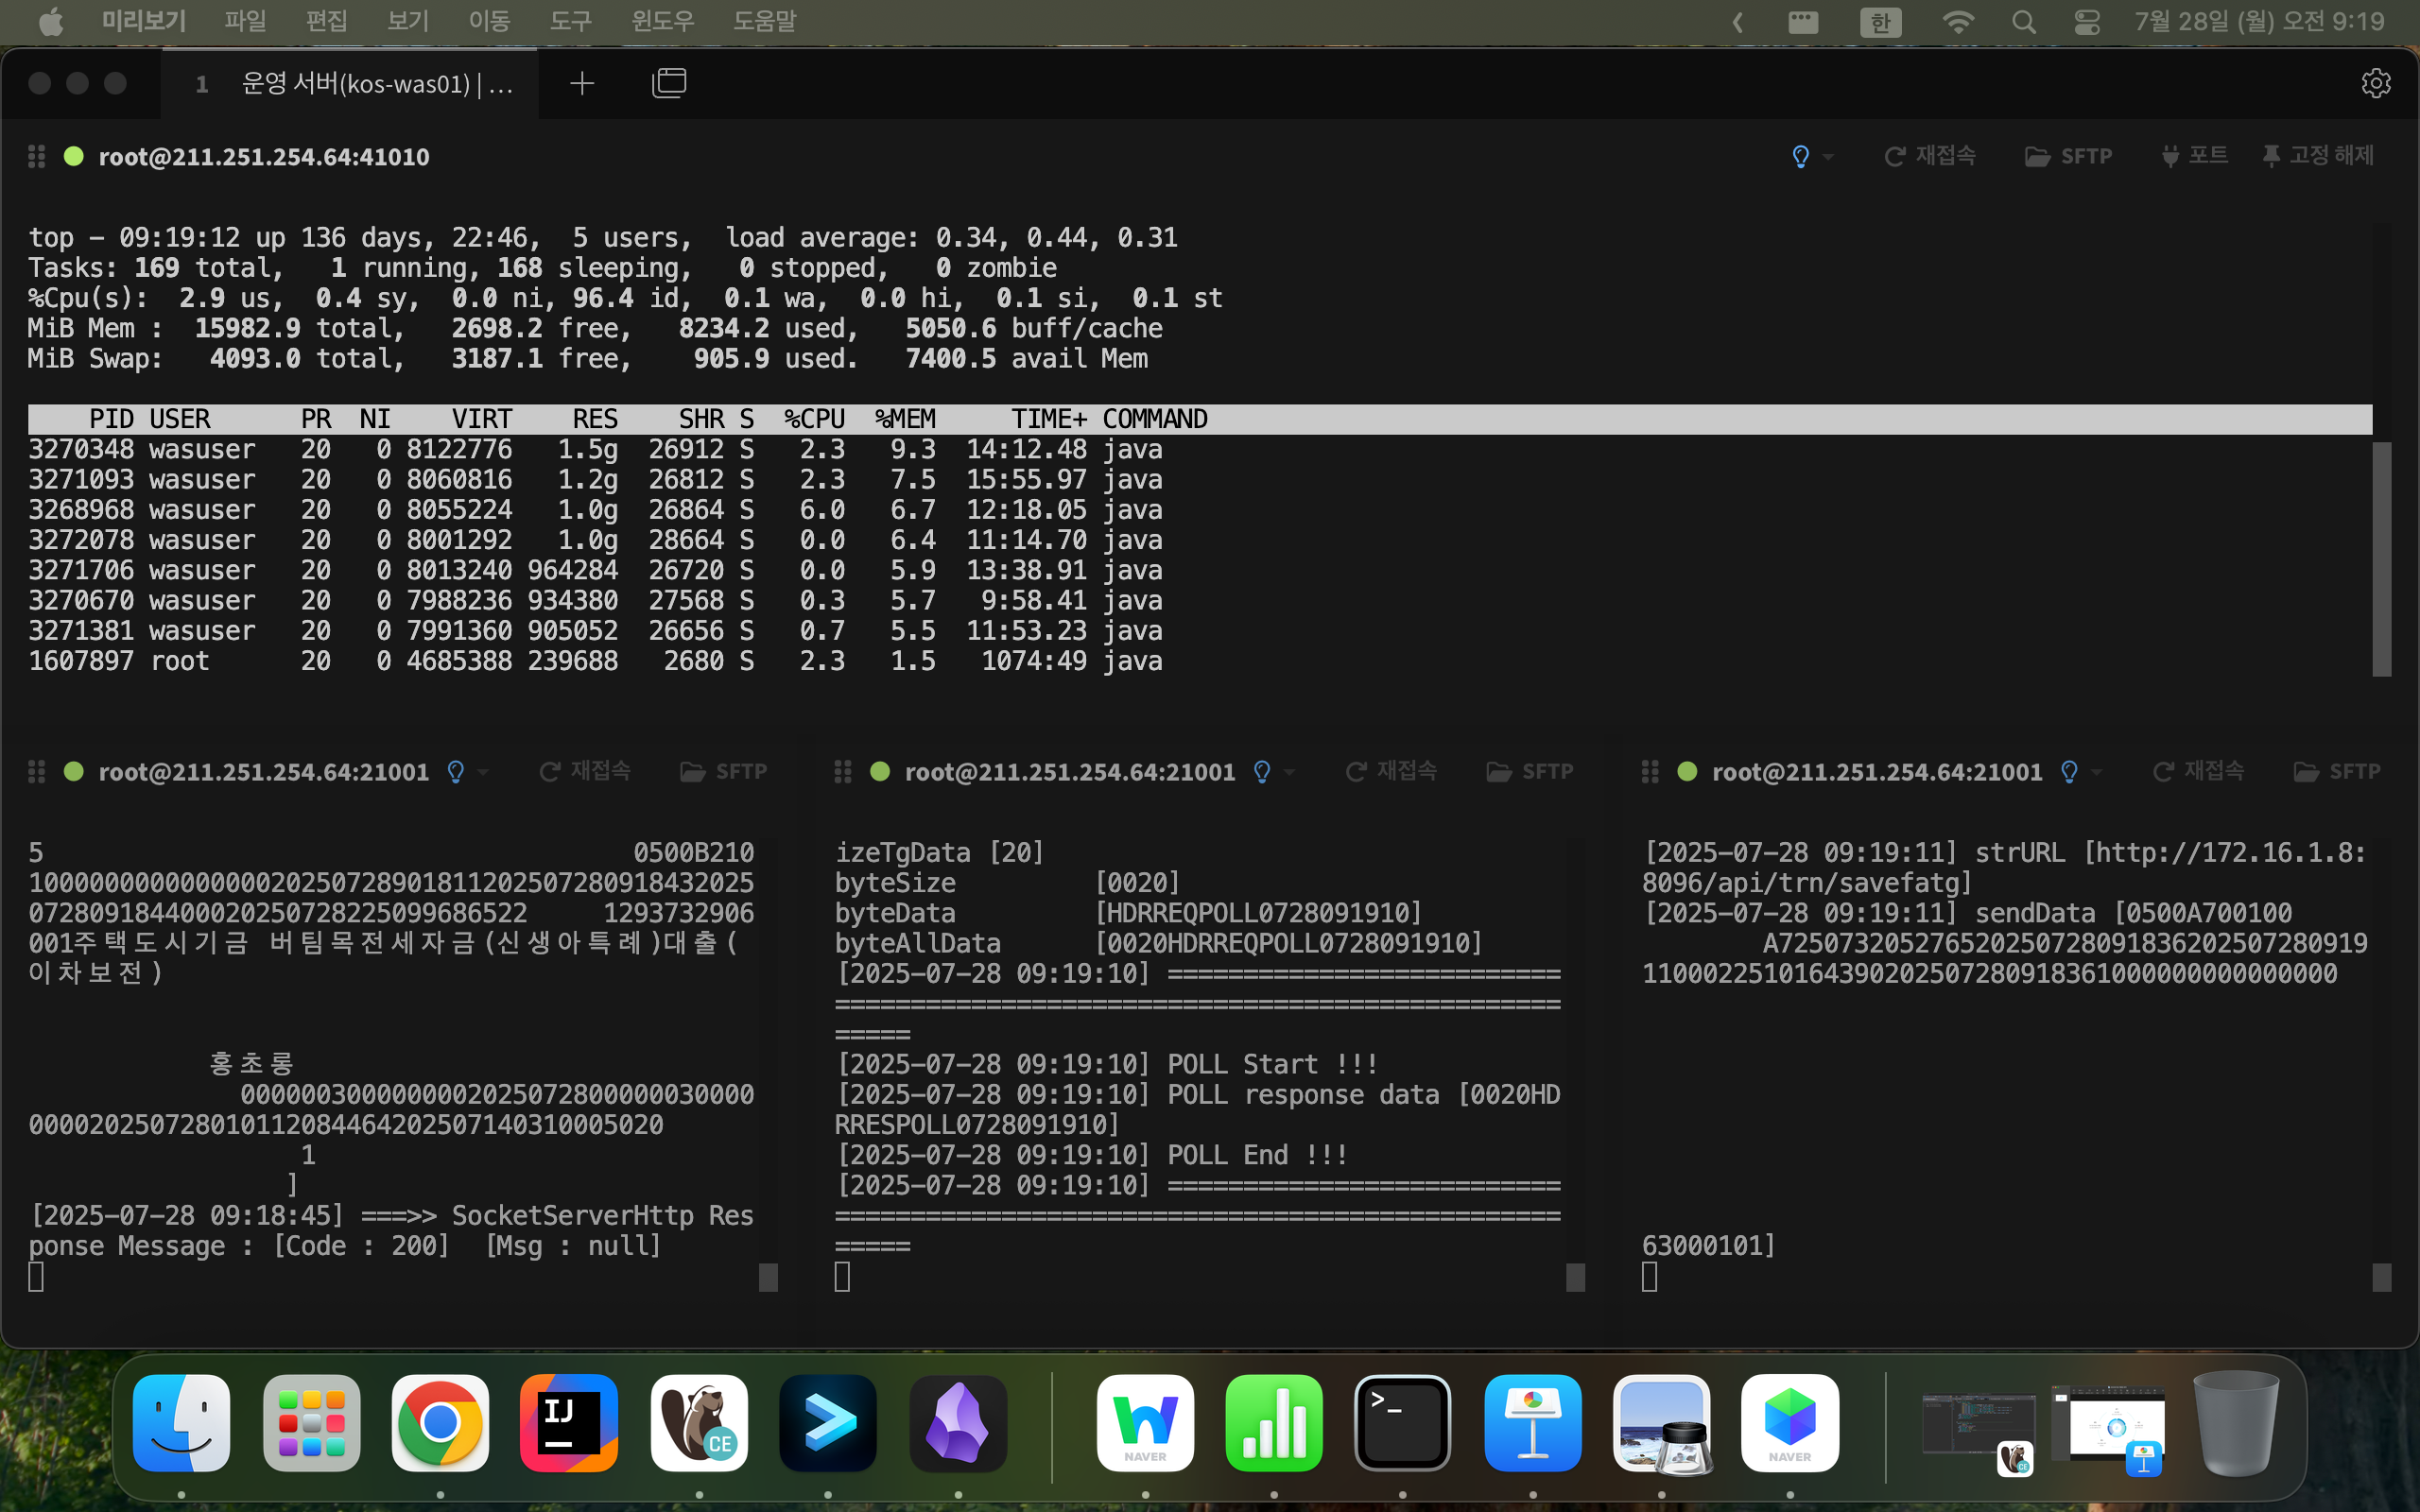 미리보기 파일 편집 보기 이동 도구 윈도우 도움말 한 7월 28일 (월) 오전 9:19
1 운영 서버(kos-was01) | ...
root@211.251.254.64:41010 재접속 SFTP 포트 고정 해제
top - 09:19:12 up 136 days, 22:46,  5 users,  load average: 0.34, 0.44, 0.31
Tasks: 169 total,   1 running, 168 sleeping,   0 stopped,   0 zombie
%Cpu(s):  2.9 us,  0.4 sy,  0.0 ni, 96.4 id,  0.1 wa,  0.0 hi,  0.1 si,  0.1 st
MiB Mem :  15982.9 total,   2698.2 free,   8234.2 used,   5050.6 buff/cache
MiB Swap:   4093.0 total,   3187.1 free,    905.9 used.   7400.5 avail Mem
PID USER      PR  NI    VIRT    RES    SHR S  %CPU  %MEM     TIME+ COMMAND
3270348 wasuser   20   0 8122776   1.5g  26912 S   2.3   9.3  14:12.48 java
3271093 wasuser   20   0 8060816   1.2g  26812 S   2.3   7.5  15:55.97 java
3268968 wasuser   20   0 8055224   1.0g  26864 S   6.0   6.7  12:18.05 java
3272078 wasuser   20   0 8001292   1.0g  28664 S   0.0   6.4  11:14.70 java
3271706 wasuser   20   0 8013240 964284  26720 S   0.0   5.9  13:38.91 java
3270670 wasuser   20   0 7988236 934380  27568 S   0.3   5.7   9:58.41 java
3271381 wasuser   20   0 7991360 905052  26656 S   0.7   5.5  11:53.23 java
1607897 root      20   0 4685388 239688   2680 S   2.3   1.5   1074:49 java
root@211.251.254.64:21001 재접속 SFTP
5                                       0500B210
100000000000000020250728901811202507280918432025
072809184400020250728225099686522     1293732906
001주택도시기금 버팀목전세자금(신생아특례)대출(
이차보전)
홍초롱
0000003000000002025072800000030000
000020250728010112084464202507140310005020
1
]
[2025-07-28 09:18:45] ===>> SocketServerHttp Res
ponse Message : [Code : 200]  [Msg : null]
root@211.251.254.64:21001 재접속 SFTP
izeTgData [20]
byteSize         [0020]
byteData         [HDRREQPOLL0728091910]
byteAllData      [0020HDRREQPOLL0728091910]
[2025-07-28 09:19:10] ==========================
================================================
=====
[2025-07-28 09:19:10] POLL Start !!!
[2025-07-28 09:19:10] POLL response data [0020HD
RRESPOLL0728091910]
[2025-07-28 09:19:10] POLL End !!!
[2025-07-28 09:19:10] ==========================
================================================
=====
root@211.251.254.64:21001 재접속 SFTP
[2025-07-28 09:19:11] strURL [http://172.16.1.8:
8096/api/trn/savefatg]
[2025-07-28 09:19:11] sendData [0500A700100
A725073205276520250728091836202507280919
1100022510164390202507280918361000000000000000
63000101]
IJ
CE
NAVER
>_
NAVER
CE